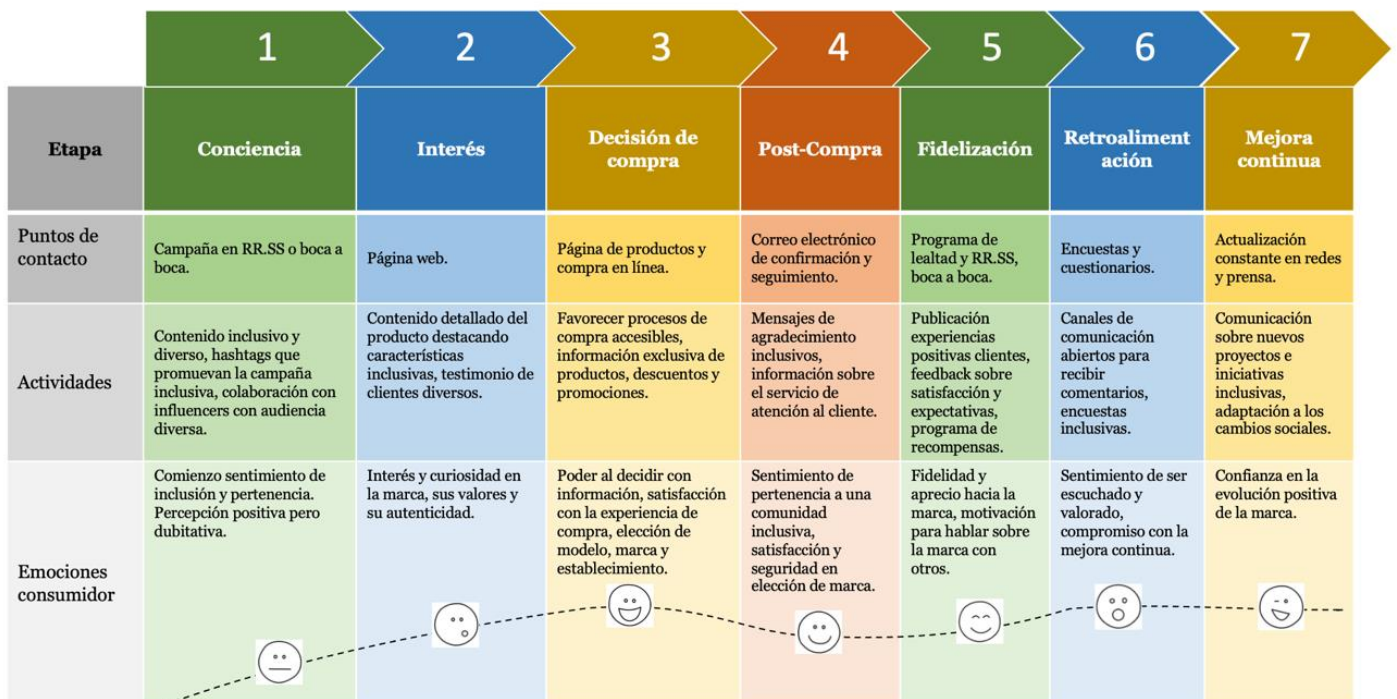 1
2
3
4
5
6
7
Etapa
Conciencia
Interés
Decisión de
compra
Post-Compra
Fidelización
Retroaliment
ación
Mejora
continua
Puntos de
contacto
Campaña en RR.SS o boca a
boca.
Página web.
Página de productos y
compra en línea.
Correo electrónico
de confirmación y
seguimiento.
Programa de
lealtad y RR.SS,
boca a boca.
Encuestas y
cuestionarios.
Actualización
constante en redes
y prensa.
Actividades
Contenido inclusivo y
diverso, hashtags que
promuevan la campaña
inclusiva, colaboración con
influencers con audiencia
diversa.
Contenido detallado del
producto destacando
características
inclusivas, testimonio de
clientes diversos.
Favorecer procesos de
compra accesibles,
información exclusiva de
productos, descuentos y
promociones.
Mensajes de
agradecimiento
inclusivos,
información sobre
el servicio de
atención al cliente.
Publicación
experiencias
positivas clientes,
feedback sobre
satisfacción y
expectativas,
programa de
recompensas.
Canales de
comunicación
abiertos para
recibir
comentarios,
encuestas
inclusivas.
Comunicación
sobre nuevos
proyectos e
iniciativas
inclusivas,
adaptación a los
cambios sociales.
Emociones
consumidor
Comienzo sentimiento de
inclusión y pertenencia.
Percepción positiva pero
dubitativa.
Interés y curiosidad en
la marca, sus valores y
su autenticidad.
Poder al decidir con
información, satisfacción
con la experiencia de
compra, elección de
modelo, marca y
establecimiento.
Sentimiento de
pertenencia a una
comunidad
inclusiva,
satisfacción y
seguridad en
elección de marca.
Fidelidad y
aprecio hacia la
marca, motivación
para hablar sobre
la marca con
otros.
Sentimiento de ser
escuchado y
valorado,
compromiso con la
mejora continua.
Confianza en la
evolución positiva
de la marca.